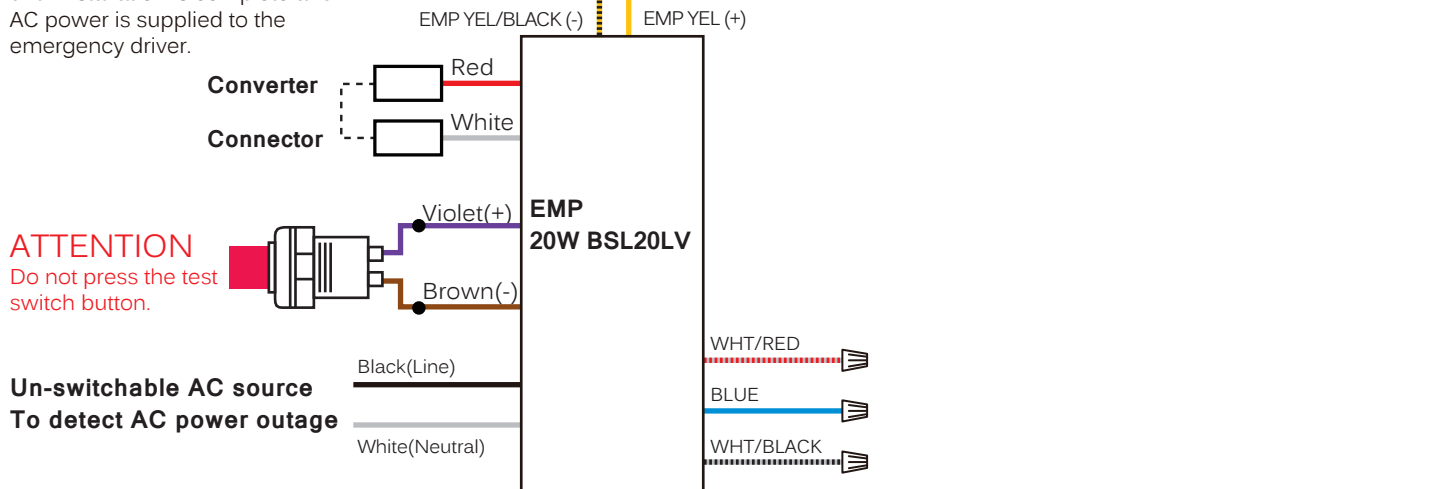 AC power is supplied to the
emergency driver.
EMP YEL/BLACK (-)
EMP YEL (+)
Converter
Red
Connector
White
Violet(+)
EMP
20W BSL20LV
ATTENTION
Do not press the test
switch button.
Brown(-)
WHT/RED
Black(Line)
Un-switchable AC source
To detect AC power outage
BLUE
White(Neutral)
WHT/BLACK